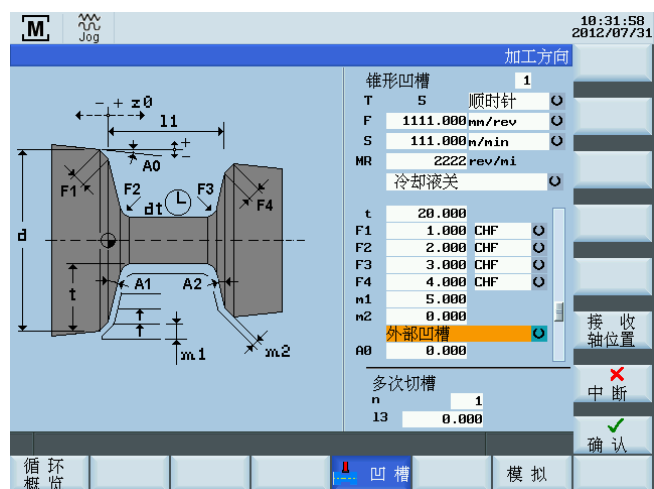 M
Jog
10:31:58
2012/07/31
加工方向
- + z0
l1
- +
A0
F1
F2
F3
F4
dt
d
t
A1
A2
m1
m2
锥形凹槽 1
T 5 顺时针
F 1111.000 mm/rev
S 111.000 m/min
MR 2222 rev/mi
冷却液关
t 20.000
F1 1.000 CHF
F2 2.000 CHF
F3 3.000 CHF
F4 4.000 CHF
m1 5.000
m2 0.000
外部凹槽
A0 0.000
多次切槽
n 1
l3 0.000
接 收
轴位置
中 断
确 认
循 环
概 览
凹 槽
模 拟